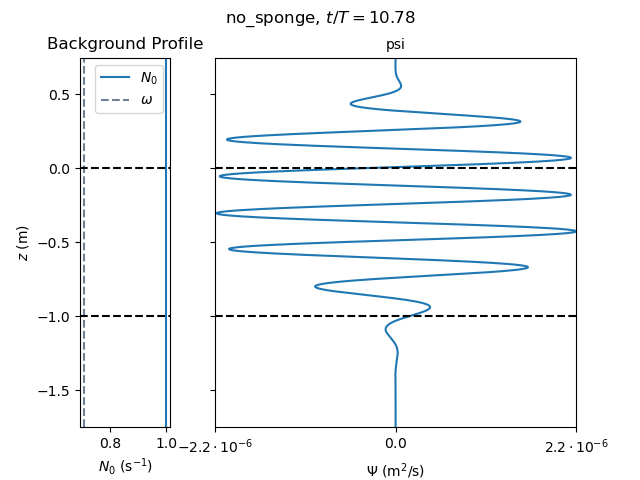 no_sponge, t/T = 10.78
Background Profile
psi
N₀
ω
0.5
0.0
−0.5
−1.0
−1.5
z (m)
0.8
1.0
−2.2 · 10⁻⁶
0.0
2.2 · 10⁻⁶
N₀ (s⁻¹)
Ψ (m²/s)